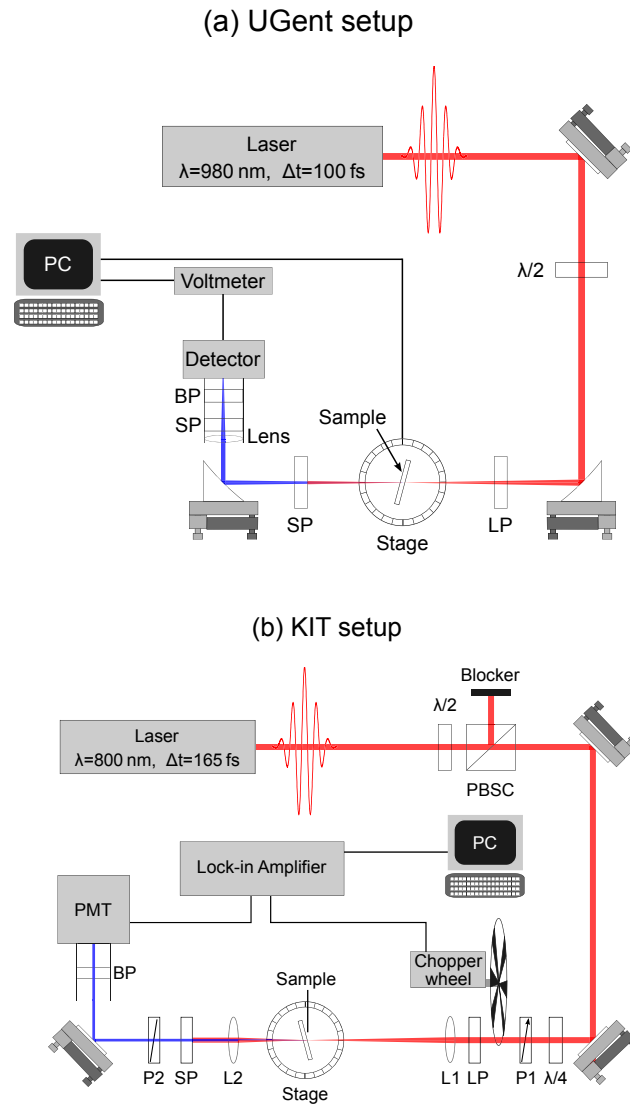 (a) UGent setup
Laser
λ=980 nm, Δt=100 fs
PC
λ/2
Voltmeter
Detector
BP
SP
Lens
Sample
SP
LP
Stage
(b) KIT setup
Blocker
λ/2
Laser
λ=800 nm, Δt=165 fs
PBSC
PC
Lock-in Amplifier
PMT
Chopper
wheel
BP
Sample
P2
SP
L2
L1
LP
P1
λ/4
Stage